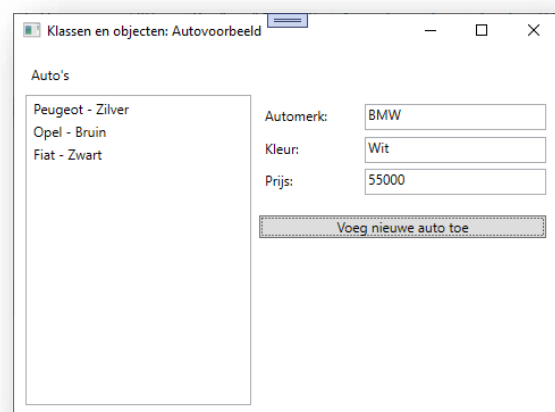 Klassen en objecten: Autovoorbeeld
Auto's
Peugeot - Zilver
Opel - Bruin
Fiat - Zwart
Automerk: BMW
Kleur: Wit
Prijs: 55000
Voeg nieuwe auto toe